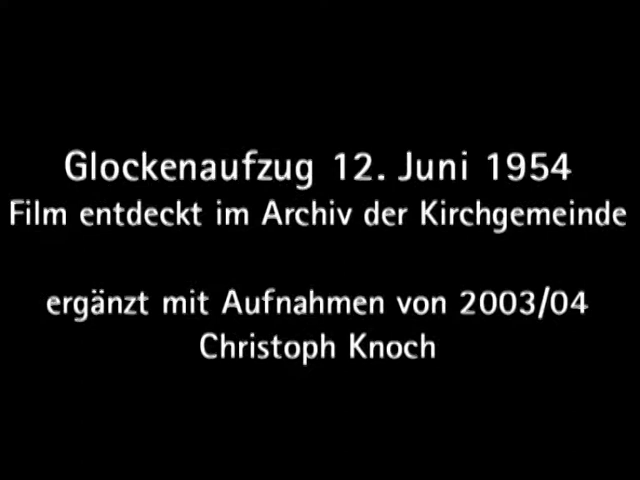 Glockenaufzug 12. Juni 1954
Film entdeckt im Archiv der Kirchgemeinde
ergänzt mit Aufnahmen von 2003/04
Christoph Knoch